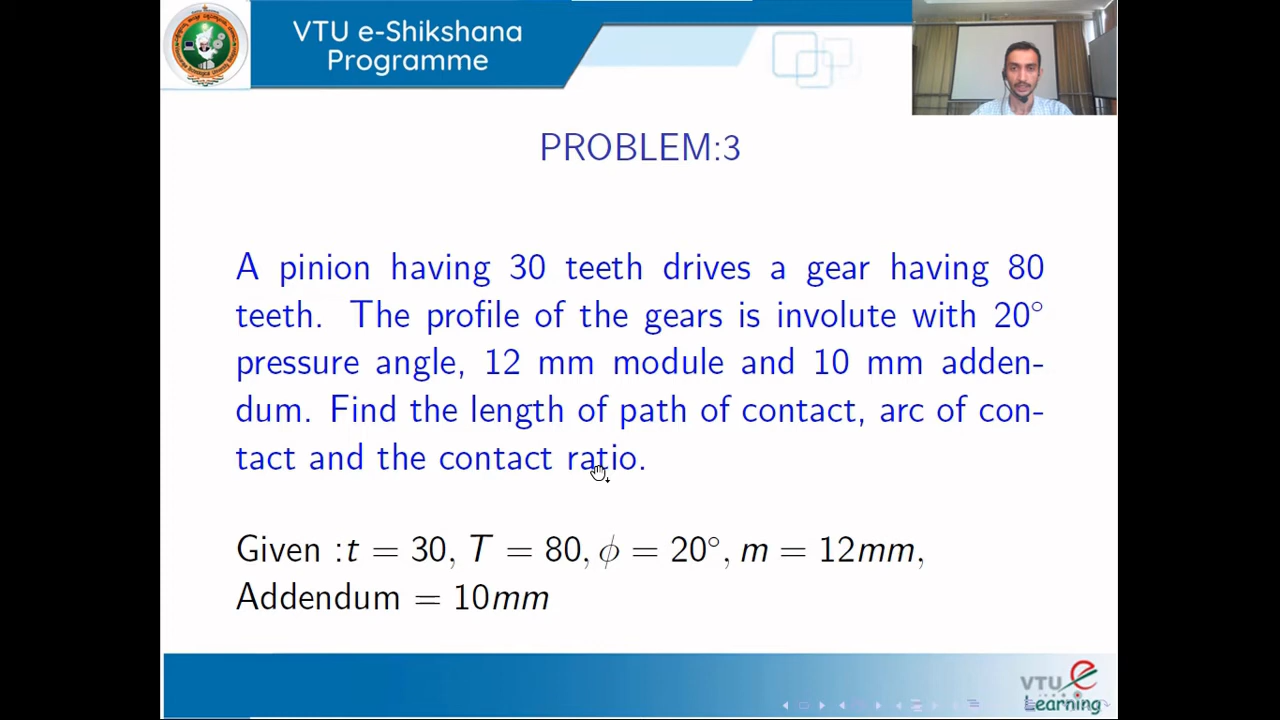 VTU e-Shikshana
Programme
PROBLEM:3
A pinion having 30 teeth drives a gear having 80
teeth. The profile of the gears is involute with 20°
pressure angle, 12 mm module and 10 mm adden-
dum. Find the length of path of contact, arc of con-
tact and the contact ratio.
Given :t = 30, T = 80, ϕ = 20°, m = 12mm,
Addendum = 10mm
VTU e
Learning